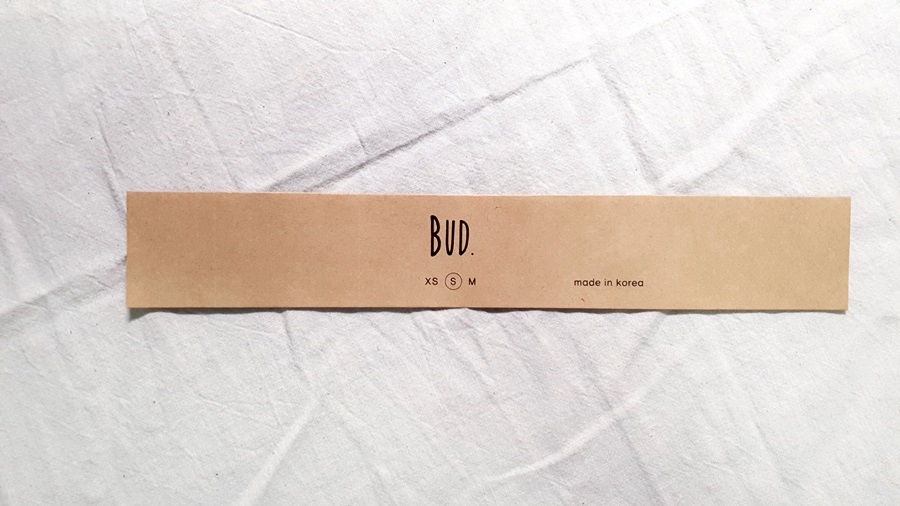 BUD.
XS S M
made in korea